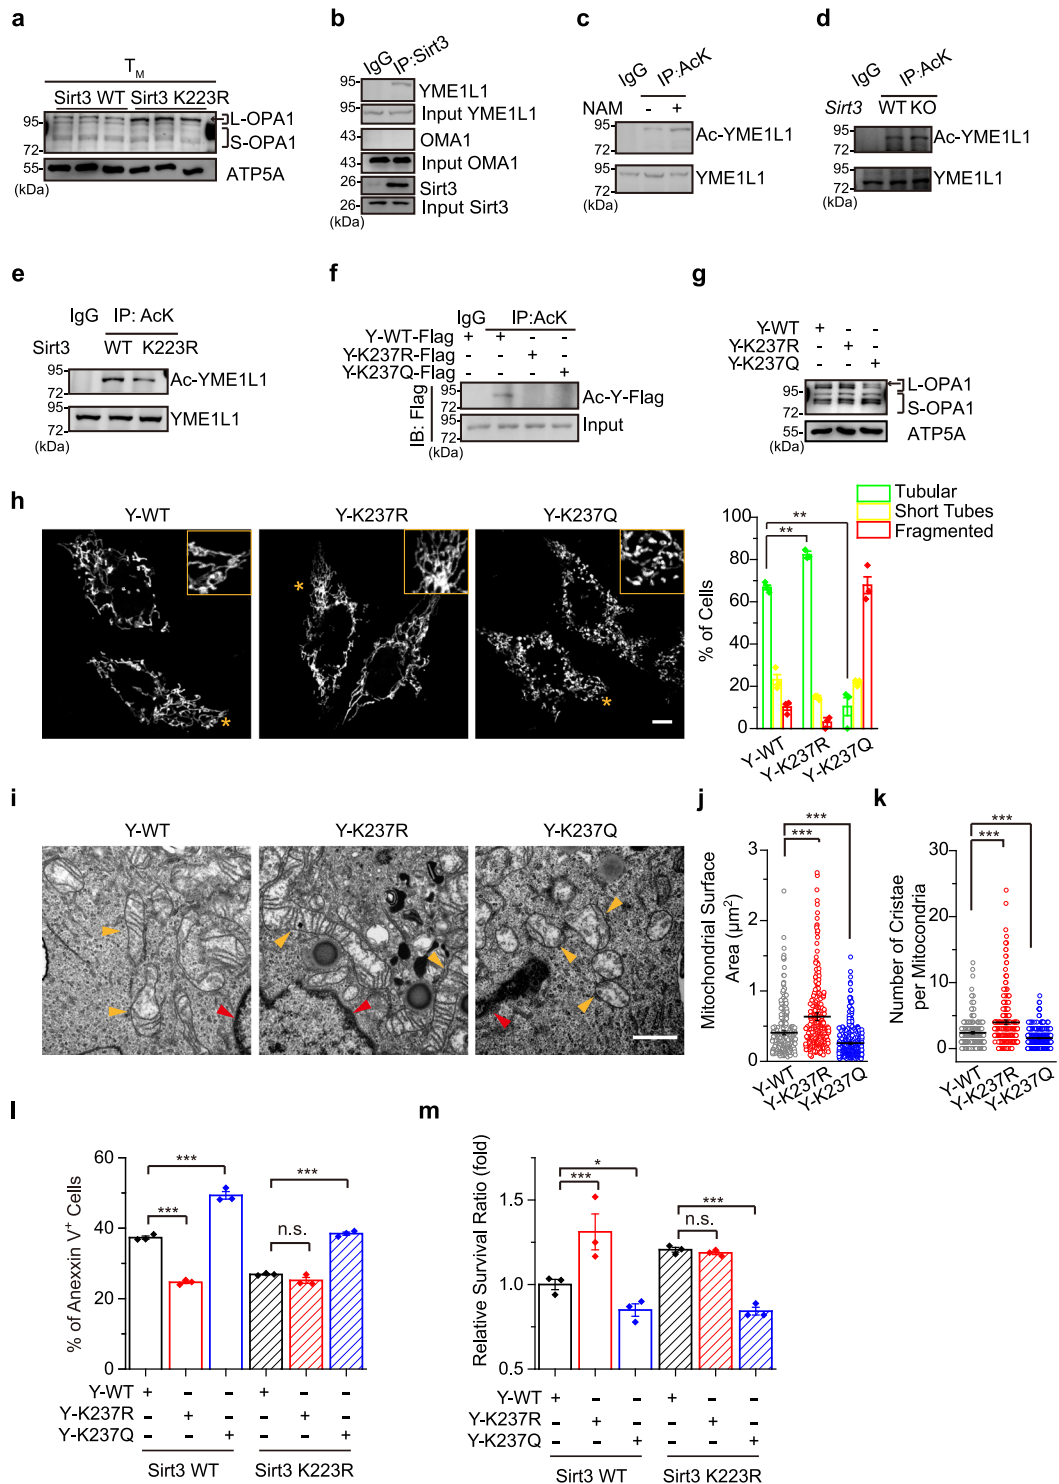 a
T_M
Sirt3 WT Sirt3 K223R
95
72
L-OPA1
S-OPA1
55
ATP5A
(kDa)
b
IgG IP:Sirt3
95
YME1L1
95
Input YME1L1
43
OMA1
43
Input OMA1
26
Sirt3
26
Input Sirt3
(kDa)
c
IgG IP:AcK
NAM - +
95
72
Ac-YME1L1
95
72
YME1L1
(kDa)
d
IgG IP:AcK
Sirt3 WT KO
95
72
Ac-YME1L1
95
72
YME1L1
(kDa)
e
IgG IP: AcK
Sirt3 WT K223R
95
72
Ac-YME1L1
95
72
YME1L1
(kDa)
f
IgG IP:AcK
Y-WT-Flag + + – –
Y-K237R-Flag – – + –
Y-K237Q-Flag – – – +
IB: Flag
95
72
Ac-Y-Flag
95
72
Input
(kDa)
g
Y-WT + – –
Y-K237R – + –
Y-K237Q – – +
95
72
L-OPA1
S-OPA1
55
ATP5A
(kDa)
h
Y-WT Y-K237R Y-K237Q
* * *
Tubular
Short Tubes
Fragmented
% of Cells
100
80
60
40
20
0
**
**
Y-WT
Y-K237R
Y-K237Q
i
Y-WT Y-K237R Y-K237Q
j
Mitochondrial Surface
Area (μm²)
3
2
1
0
***
***
Y-WT
Y-K237R
Y-K237Q
k
Number of Cristae
per Mitocondria
30
20
10
0
***
***
Y-WT
Y-K237R
Y-K237Q
l
% of Anexxin V⁺ Cells
60
40
20
0
***
***
***
n.s.
Y-WT + – – + – –
Y-K237R – + – – + –
Y-K237Q – – + – – +
Sirt3 WT Sirt3 K223R
m
Relative Survival Ratio (fold)
1.5
1.0
0.5
*
***
***
n.s.
Y-WT + – – + – –
Y-K237R – + – – + –
Y-K237Q – – + – – +
Sirt3 WT Sirt3 K223R